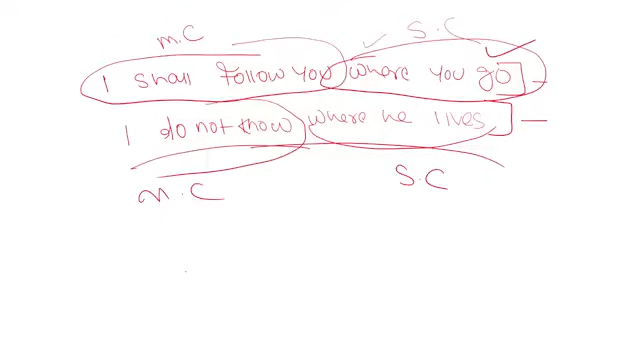 m.C S.C
I shall follow you where you go
I do not know where he lives
M.C S.C